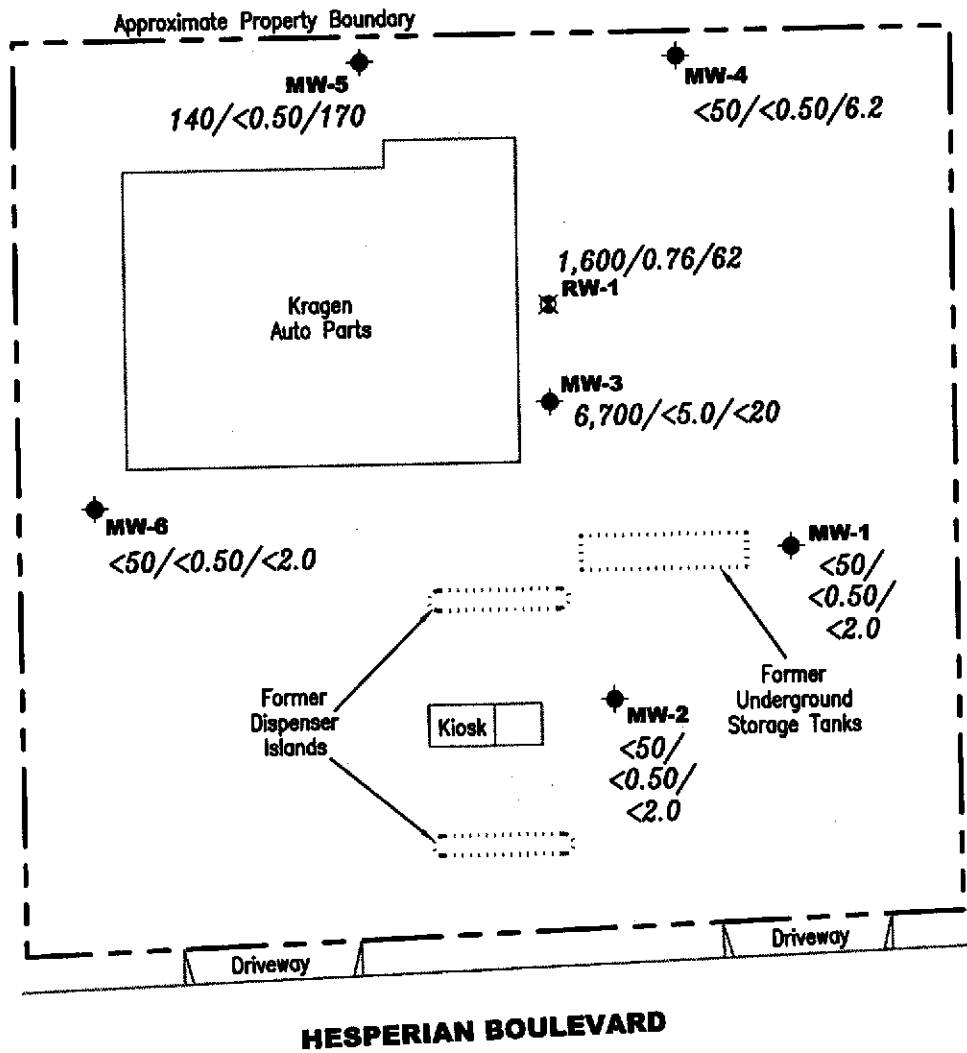 Approximate Property Boundary
MW-5
140/<0.50/170
MW-4
<50/<0.50/6.2
1,600/0.76/62
RW-1
Kragen
Auto Parts
MW-3
6,700/<5.0/<20
MW-6
<50/<0.50/<2.0
MW-1
<50/
<0.50/
<2.0
Former
Dispenser
Islands
Kiosk
MW-2
<50/
<0.50/
<2.0
Former
Underground
Storage Tanks
Driveway
Driveway
HESPERIAN BOULEVARD